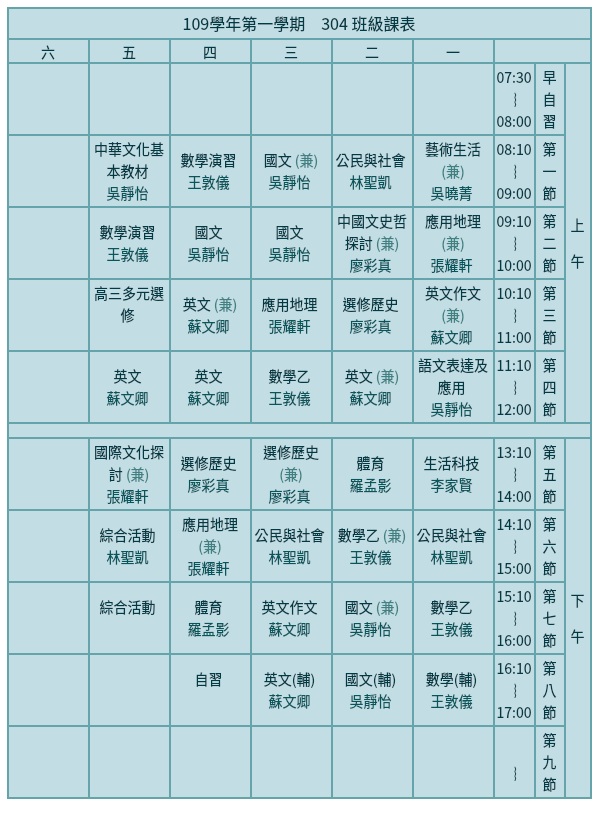 109學年第一學期　304 班級課表
六 五 四 三 二 一
07:30
~
08:00
早
自
習
中華文化基
本教材
吳靜怡
數學演習
王敦儀
國文 (兼)
吳靜怡
公民與社會
林聖凱
藝術生活
(兼)
吳曉菁
08:10
~
09:00
第
一
節
數學演習
王敦儀
國文
吳靜怡
國文
吳靜怡
中國文史哲
探討 (兼)
廖彩真
應用地理
(兼)
張耀軒
09:10
~
10:00
第
二
節
上
午
高三多元選
修
英文 (兼)
蘇文卿
應用地理
張耀軒
選修歷史
廖彩真
英文作文
(兼)
蘇文卿
10:10
~
11:00
第
三
節
英文
蘇文卿
英文
蘇文卿
數學乙
王敦儀
英文 (兼)
蘇文卿
語文表達及
應用
吳靜怡
11:10
~
12:00
第
四
節
國際文化探
討 (兼)
張耀軒
選修歷史
廖彩真
選修歷史
(兼)
廖彩真
體育
羅孟影
生活科技
李家賢
13:10
~
14:00
第
五
節
綜合活動
林聖凱
應用地理
(兼)
張耀軒
公民與社會
林聖凱
數學乙 (兼)
王敦儀
公民與社會
林聖凱
14:10
~
15:00
第
六
節
綜合活動
體育
羅孟影
英文作文
蘇文卿
國文 (兼)
吳靜怡
數學乙
王敦儀
15:10
~
16:00
第
七
節
下
午
自習
英文(輔)
蘇文卿
國文(輔)
吳靜怡
數學(輔)
王敦儀
16:10
~
17:00
第
八
節
~
第
九
節